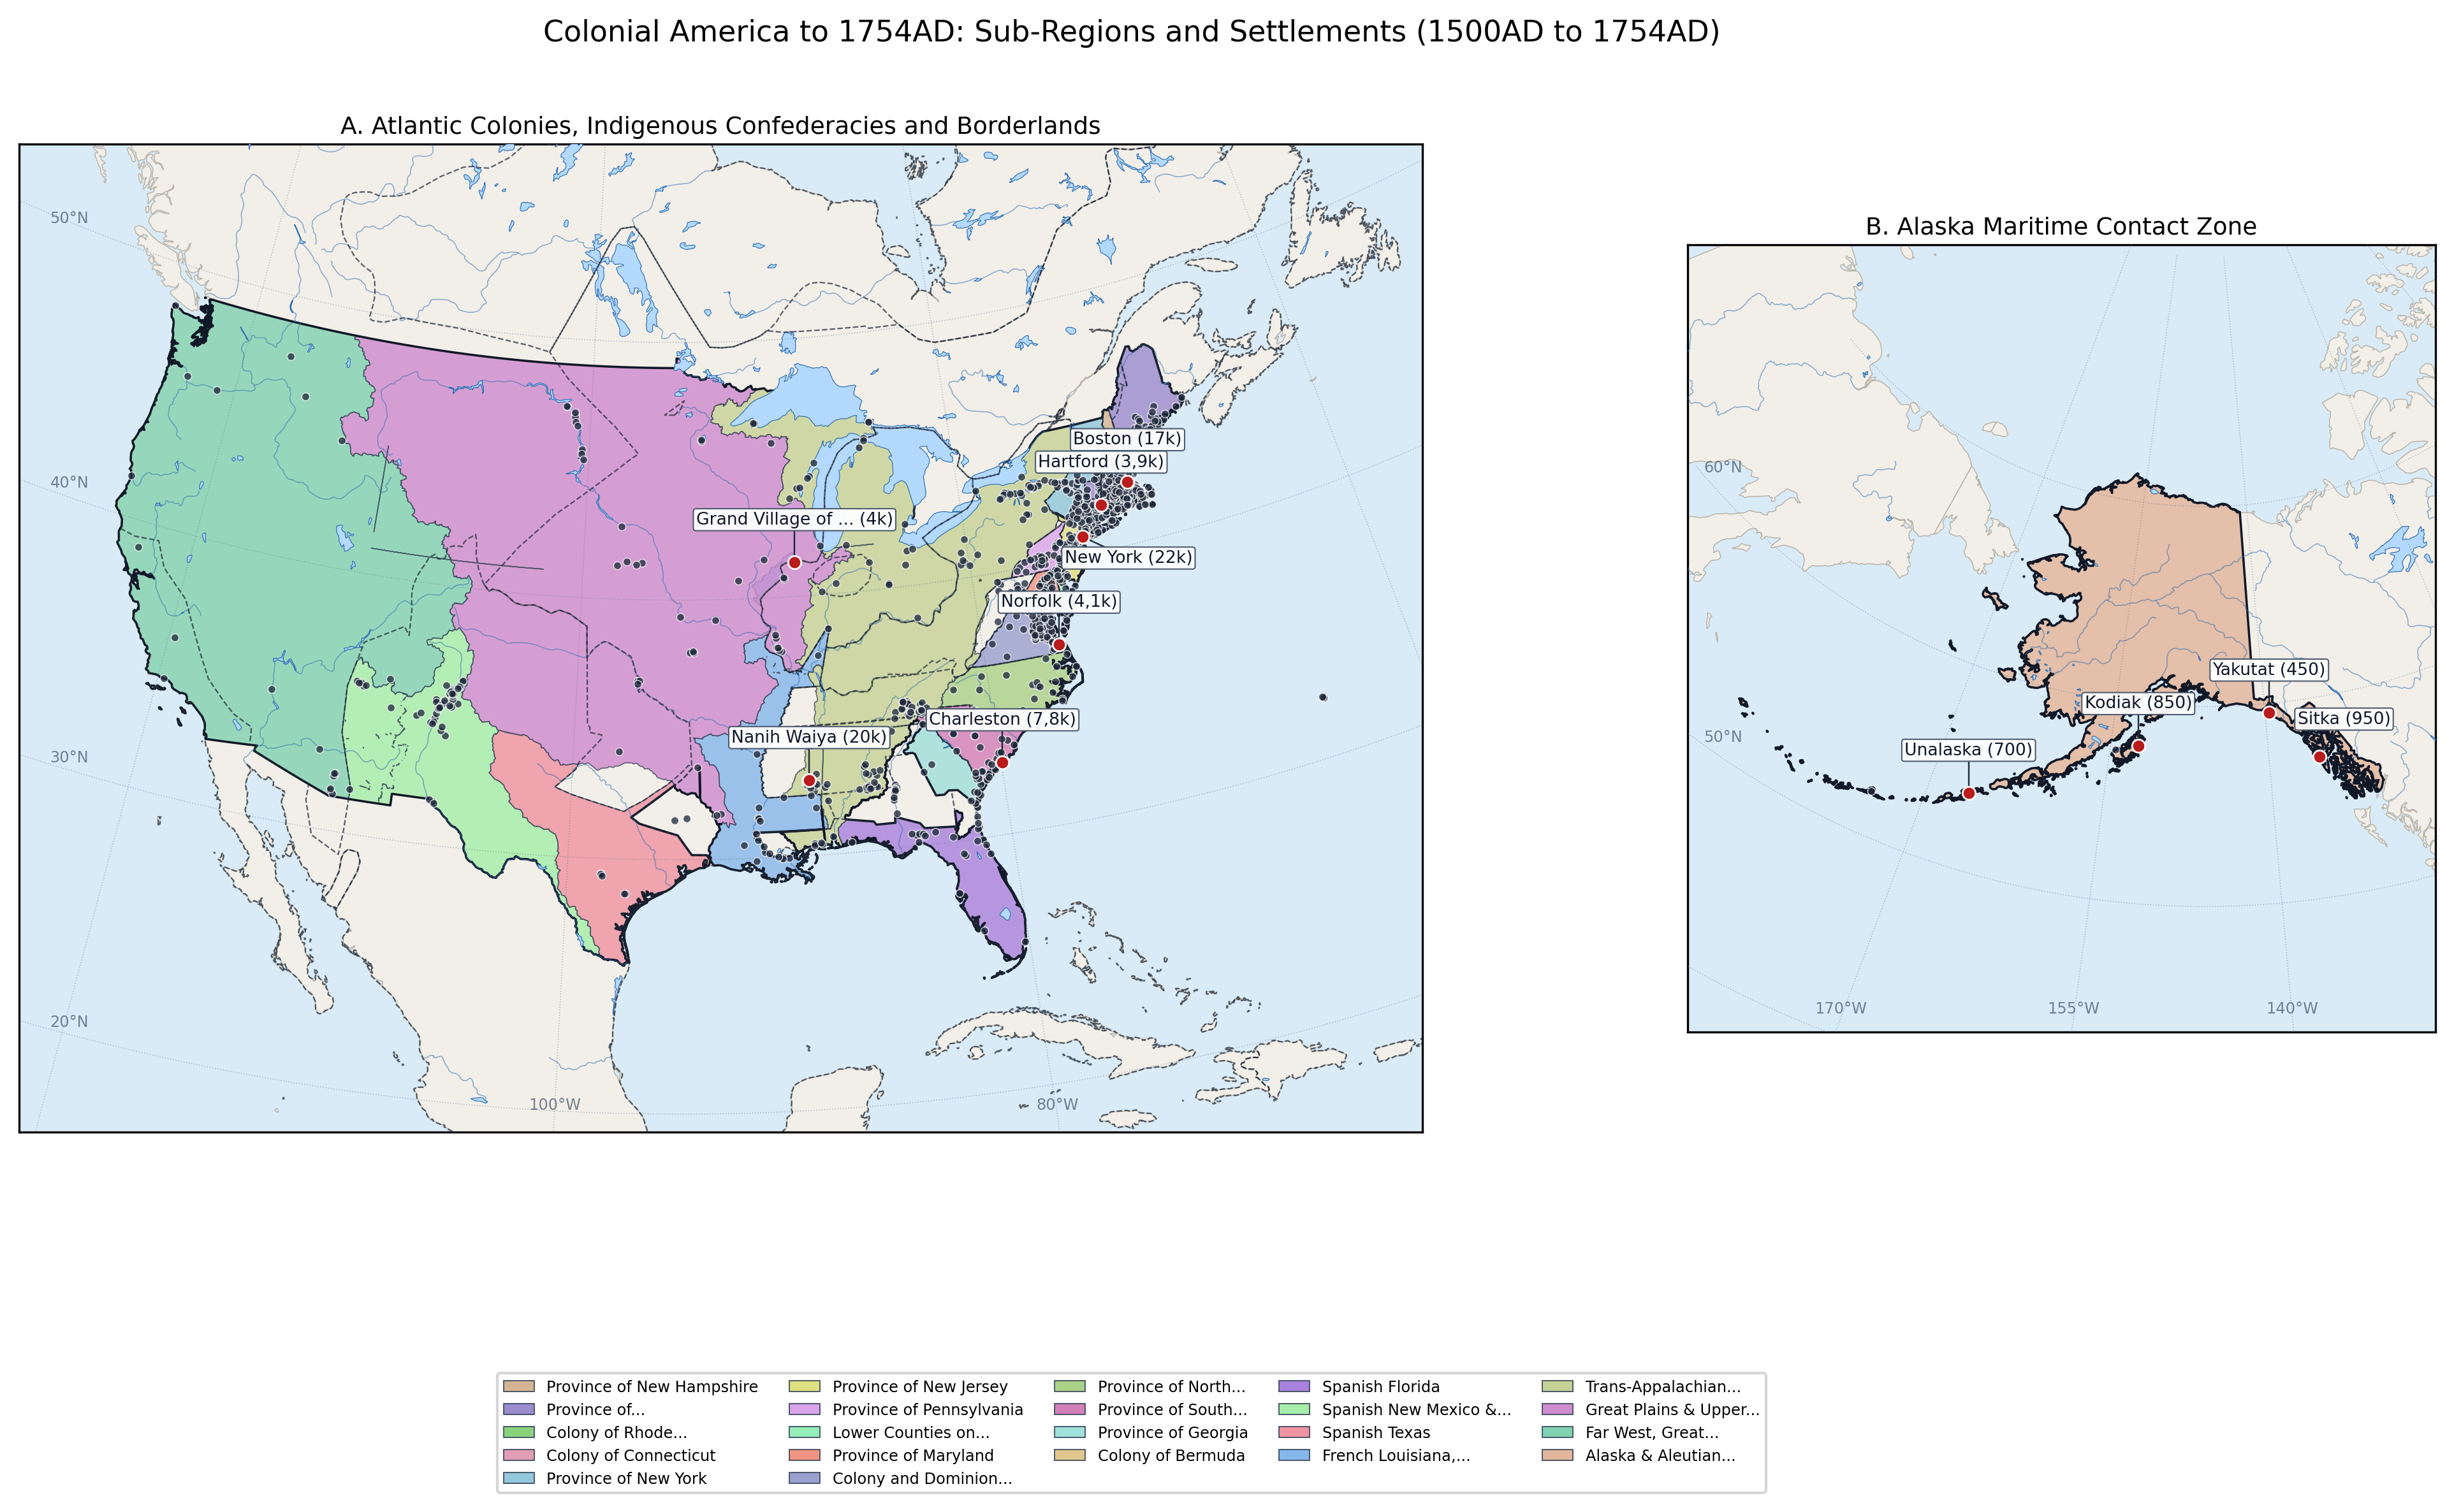 Colonial America to 1754AD: Sub-Regions and Settlements (1500AD to 1754AD)
A. Atlantic Colonies, Indigenous Confederacies and Borderlands
50°N
40°N
30°N
20°N
100°W
80°W
Boston (17k)
Hartford (3,9k)
Grand Village of ... (4k)
New York (22k)
Norfolk (4,1k)
Charleston (7,8k)
Nanih Waiya (20k)
B. Alaska Maritime Contact Zone
60°N
50°N
170°W
155°W
140°W
Yakutat (450)
Kodiak (850)
Sitka (950)
Unalaska (700)
Province of New Hampshire
Province of...
Colony of Rhode...
Colony of Connecticut
Province of New York
Province of New Jersey
Province of Pennsylvania
Lower Counties on...
Province of Maryland
Colony and Dominion...
Province of North...
Province of South...
Province of Georgia
Colony of Bermuda
Spanish Florida
Spanish New Mexico &...
Spanish Texas
French Louisiana,...
Trans-Appalachian...
Great Plains & Upper...
Far West, Great...
Alaska & Aleutian...